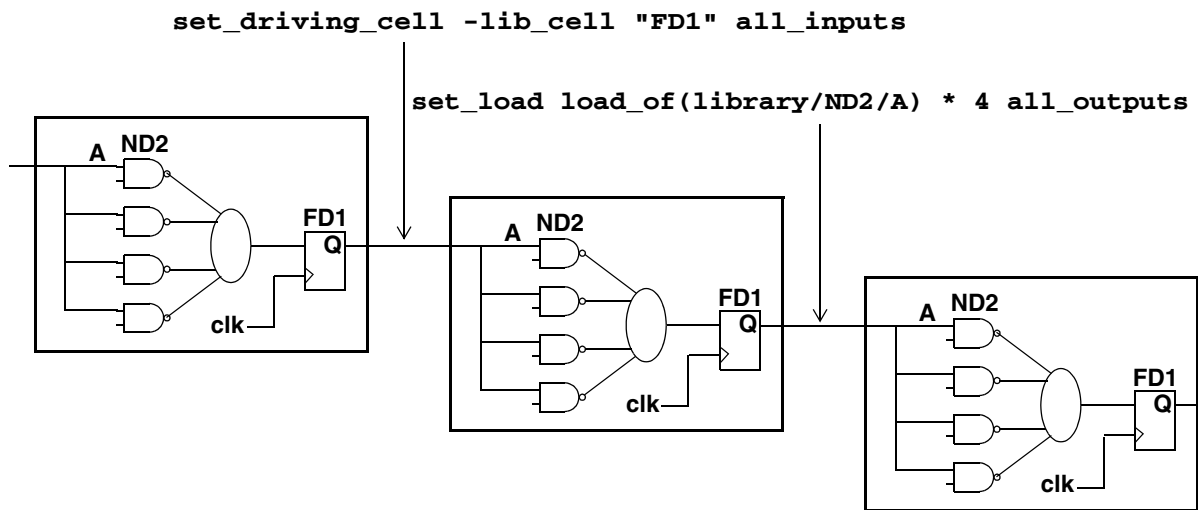 set_driving_cell -lib_cell "FD1" all_inputs
set_load load_of(library/ND2/A) * 4 all_outputs
A ND2
FD1
Q
clk
A ND2
FD1
Q
clk
A ND2
FD1
Q
clk